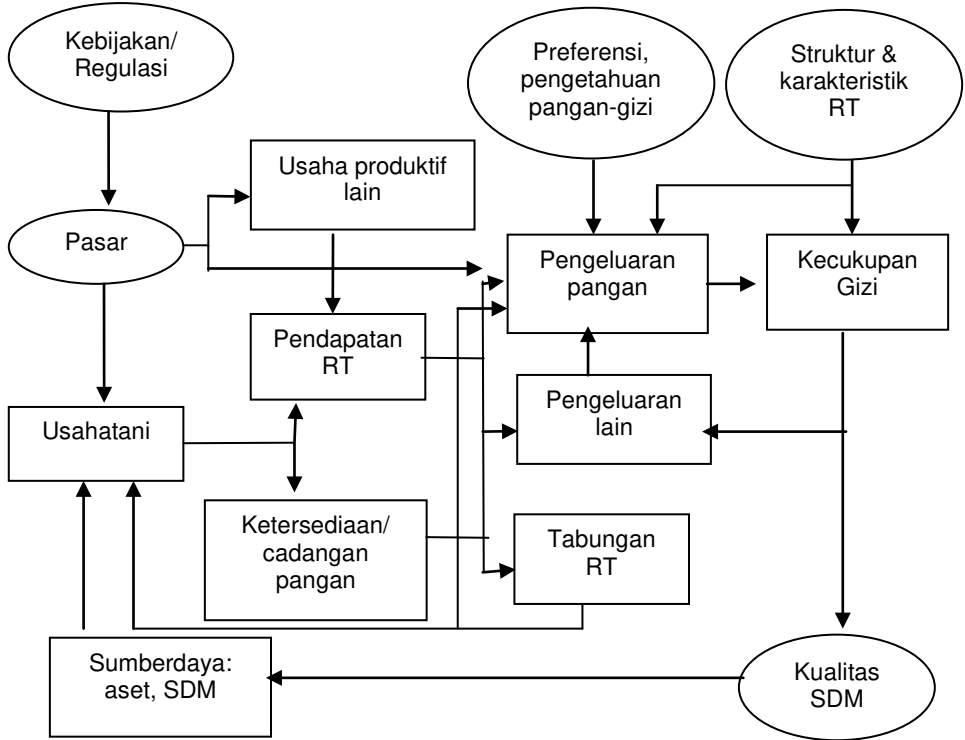 Kebijakan/
Regulasi
Preferensi,
pengetahuan
pangan-gizi
Struktur &
karakteristik
RT
Usaha produktif
lain
Pasar
Pengeluaran
pangan
Kecukupan
Gizi
Pendapatan
RT
Pengeluaran
lain
Usahatani
Ketersediaan/
cadangan
pangan
Tabungan
RT
Sumberdaya:
aset, SDM
Kualitas
SDM